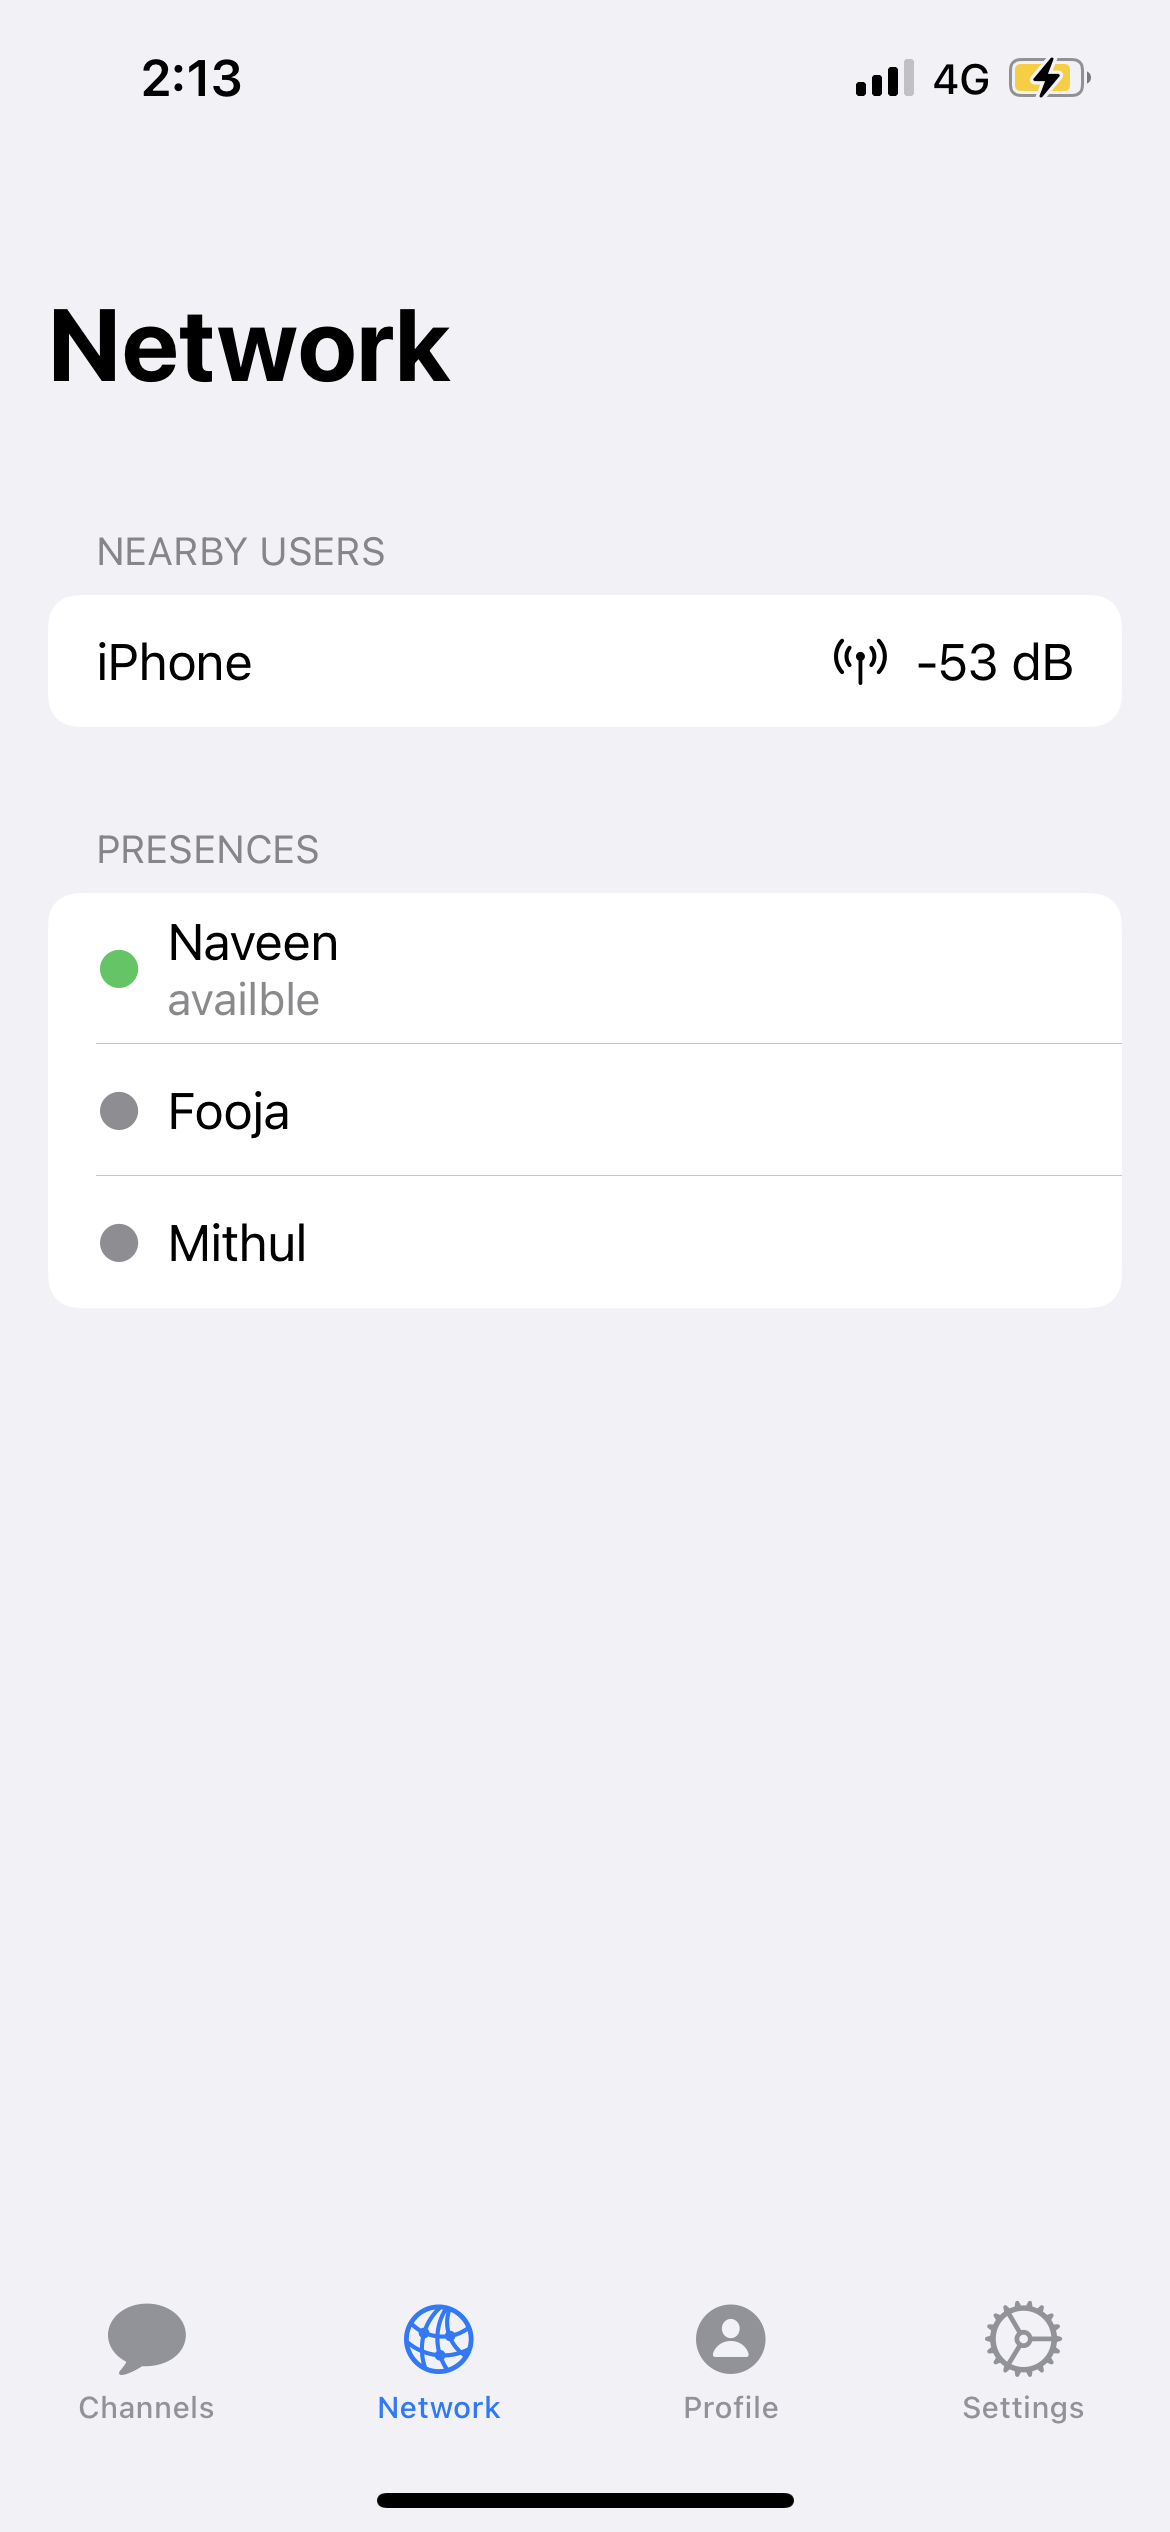 2:13 4G
Network
NEARBY USERS
iPhone -53 dB
PRESENCES
Naveen
availble
Fooja
Mithul
Channels Network Profile Settings